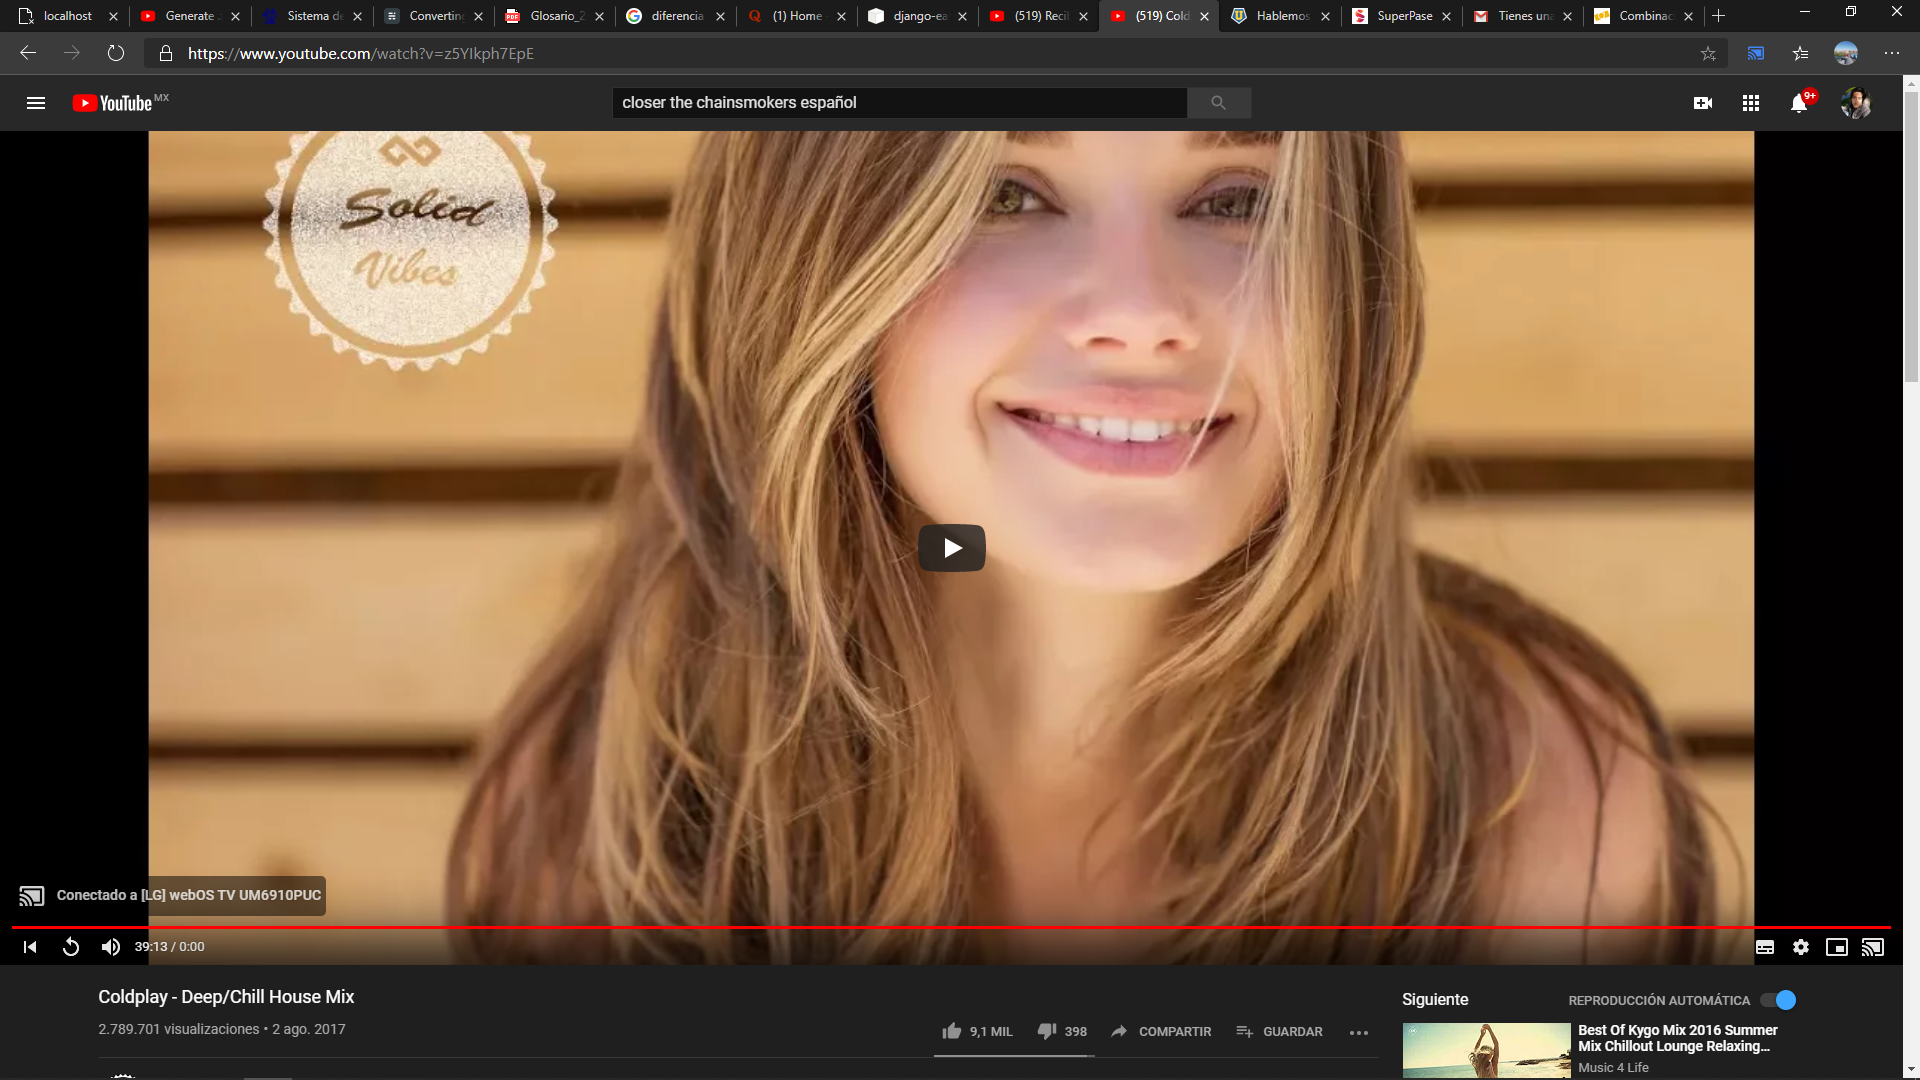 localhost
Generate
Sistema de
Converting
Glosario_2
diferencia
(1) Home
django-ea
(519) Reci
(519) Cold
Hablemos
SuperPase
Tienes una
Combinac
https://www.youtube.com/watch?v=z5YIkph7EpE
YouTube MX
closer the chainsmokers español
9+
Solid
Vibes
Conectado a [LG] webOS TV UM6910PUC
39:13 / 0:00
Coldplay - Deep/Chill House Mix
2.789.701 visualizaciones • 2 ago. 2017
9,1 MIL
398
COMPARTIR
GUARDAR
Siguiente
REPRODUCCIÓN AUTOMÁTICA
Best Of Kygo Mix 2016 Summer
Mix Chillout Lounge Relaxing...
Music 4 Life